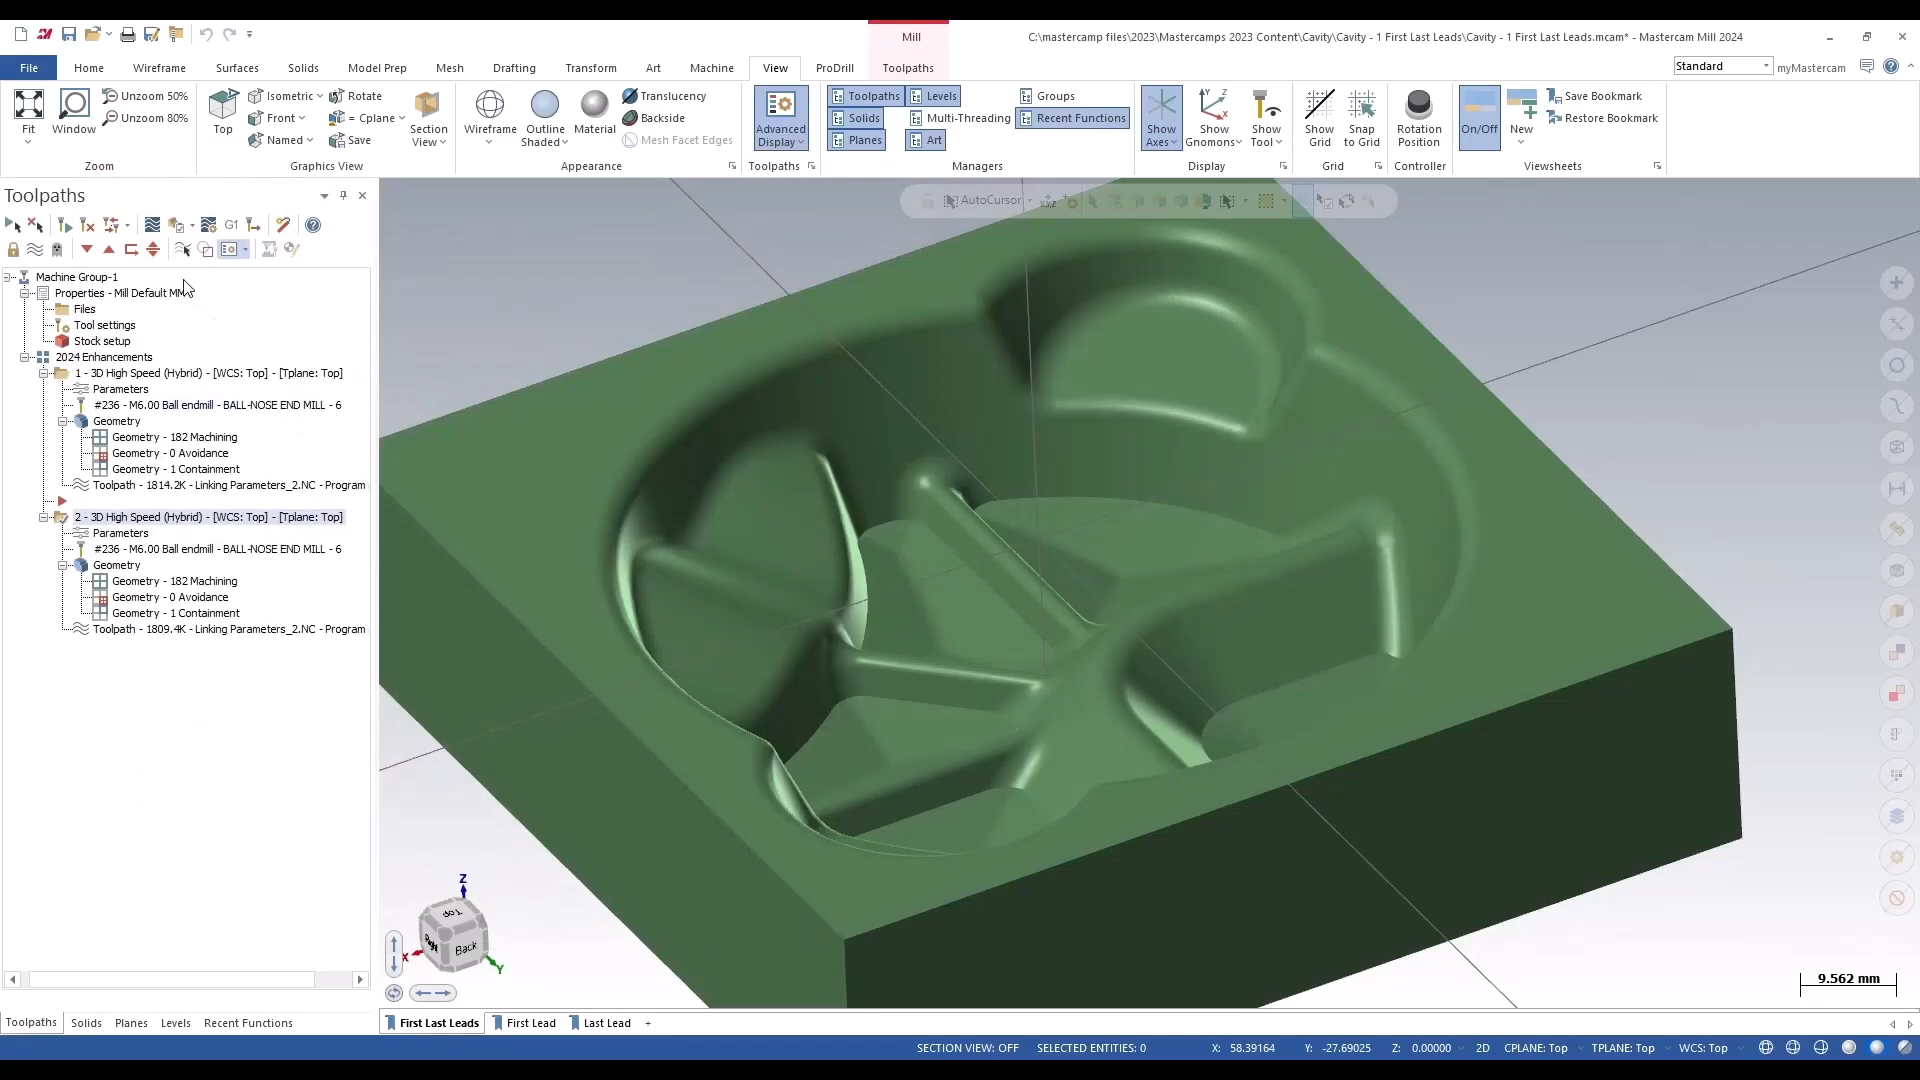 Mill
C:\mastercamp files\2023\Mastercamps 2023 Content\Cavity\Cavity - 1 First Last Leads\Cavity - 1 First Last Leads.mcam* - Mastercam Mill 2024
File Home Wireframe Surfaces Solids Model Prep Mesh Drafting Transform Art Machine View ProDrill Toolpaths
Standard myMastercam
Fit Window Unzoom 50% Unzoom 80%
Zoom
Top Isometric Front Named Rotate = Cplane Save Section View
Graphics View
Wireframe Outline Shaded Material Translucency Backside Mesh Facet Edges
Appearance
Advanced Display
Toolpaths
Toolpaths Solids Planes Levels Multi-Threading Art Groups Recent Functions
Managers
Show Axes Show Gnomons Show Tool
Display
Show Grid Snap to Grid
Grid
Rotation Position
Controller
On/Off New Save Bookmark Restore Bookmark
Viewsheets
Toolpaths
G1
AutoCursor
Machine Group-1
Properties - Mill Default MM
Files
Tool settings
Stock setup
2024 Enhancements
1 - 3D High Speed (Hybrid) - [WCS: Top] - [Tplane: Top]
Parameters
#236 - M6.00 Ball endmill - BALL-NOSE END MILL - 6
Geometry
Geometry - 182 Machining
Geometry - 0 Avoidance
Geometry - 1 Containment
Toolpath - 1814.2K - Linking Parameters_2.NC - Program
2 - 3D High Speed (Hybrid) - [WCS: Top] - [Tplane: Top]
Parameters
#236 - M6.00 Ball endmill - BALL-NOSE END MILL - 6
Geometry
Geometry - 182 Machining
Geometry - 0 Avoidance
Geometry - 1 Containment
Toolpath - 1809.4K - Linking Parameters_2.NC - Program
Z
Top
Right
Back
X
Y
9.562 mm
Toolpaths Solids Planes Levels Recent Functions
First Last Leads First Lead Last Lead +
SECTION VIEW: OFF SELECTED ENTITIES: 0 X: 58.39164 Y: -27.69025 Z: 0.00000 2D CPLANE: Top TPLANE: Top WCS: Top